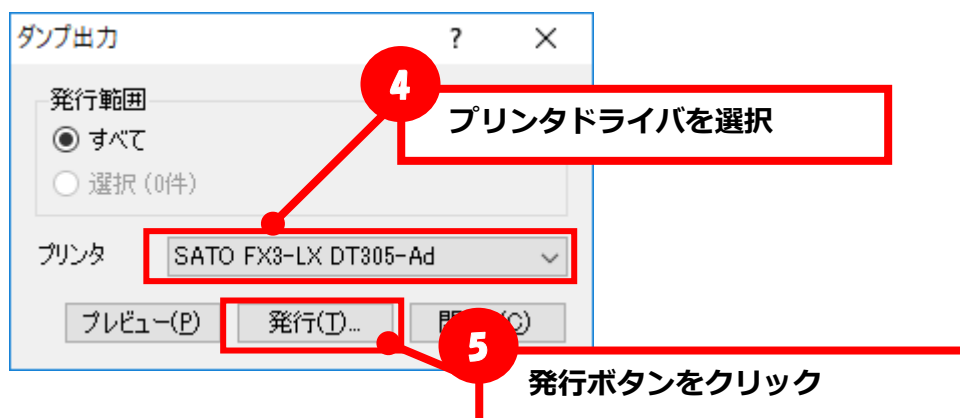 ダンプ出力 ?
発行範囲
すべて
選択(0件)
4
プリンタドライバを選択
プリンタ SATO FX3-LX DT305-Ad
プレビュー(P) 発行(T)... (C)
5
発行ボタンをクリック